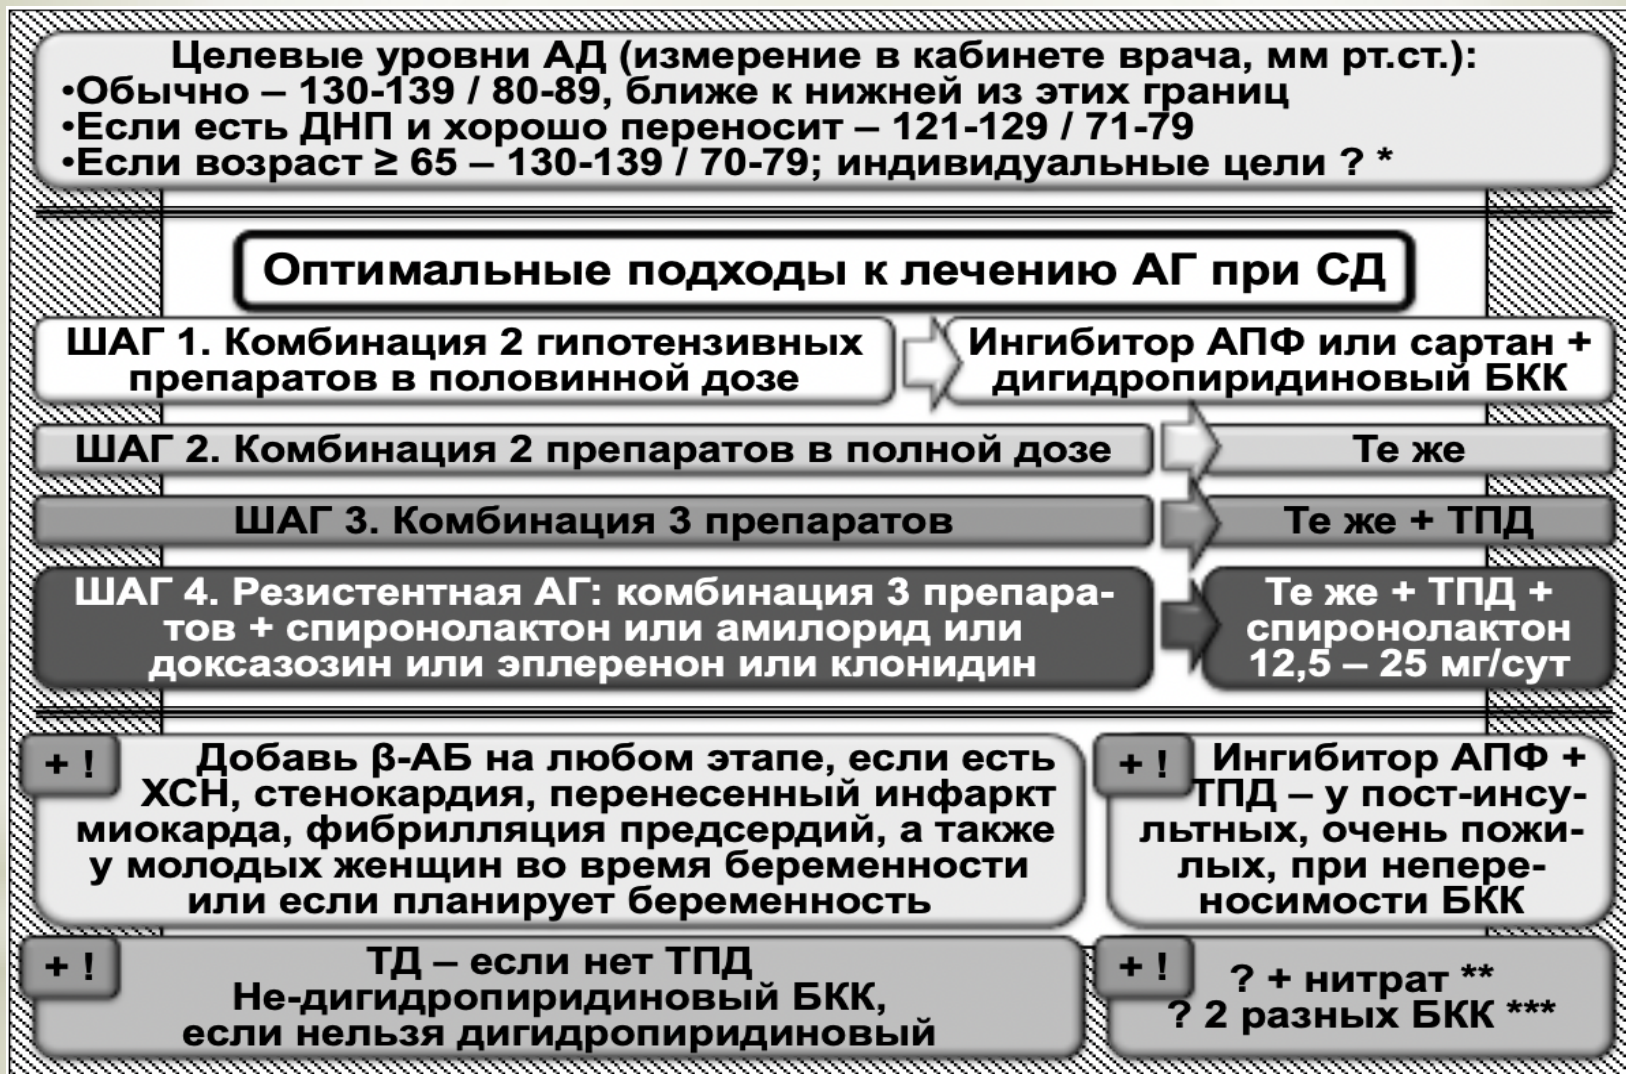 Целевые уровни АД (измерение в кабинете врача, мм рт.ст.):
•Обычно – 130-139 / 80-89, ближе к нижней из этих границ
•Если есть ДНП и хорошо переносит – 121-129 / 71-79
•Если возраст ≥ 65 – 130-139 / 70-79; индивидуальные цели ? *
Оптимальные подходы к лечению АГ при СД
ШАГ 1. Комбинация 2 гипотензивных
препаратов в половинной дозе
Ингибитор АПФ или сартан +
дигидропиридиновый БКК
ШАГ 2. Комбинация 2 препаратов в полной дозе
Те же
ШАГ 3. Комбинация 3 препаратов
Те же + ТПД
ШАГ 4. Резистентная АГ: комбинация 3 препара-
тов + спиронолактон или амилорид или
доксазозин или эплеренон или клонидин
Те же + ТПД +
спиронолактон
12,5 – 25 мг/сут
+ !
Добавь β-АБ на любом этапе, если есть
ХСН, стенокардия, перенесенный инфаркт
миокарда, фибрилляция предсердий, а также
у молодых женщин во время беременности
или если планирует беременность
+ !
Ингибитор АПФ +
ТПД – у пост-инсу-
льтных, очень пожи-
лых, при непере-
носимости БКК
+ !
ТД – если нет ТПД
Не-дигидропиридиновый БКК,
если нельзя дигидропиридиновый
+ !
? + нитрат **
? 2 разных БКК ***